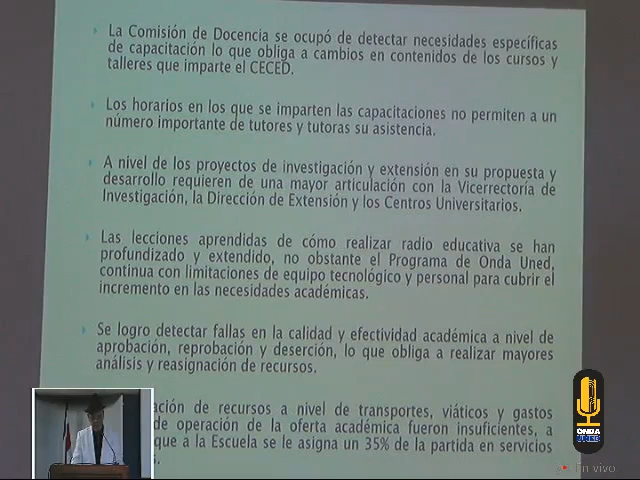 La Comisión de Docencia se ocupó de detectar necesidades específicas
de capacitación lo que obliga a cambios en contenidos de los cursos y
talleres que imparte el CECED.
Los horarios en los que se imparten las capacitaciones no permiten a un
número importante de tutores y tutoras su asistencia.
A nivel de los proyectos de investigación y extensión en su propuesta y
desarrollo requieren de una mayor articulación con la Vicerrectoría de
Investigación, la Dirección de Extensión y los Centros Universitarios.
Las lecciones aprendidas de cómo realizar radio educativa se han
profundizado y extendido, no obstante el Programa de Onda Uned,
continua con limitaciones de equipo tecnológico y personal para cubrir el
incremento en las necesidades académicas.
Se logro detectar fallas en la calidad y efectividad académica a nivel de
aprobación, reprobación y deserción, lo que obliga a realizar mayores
análisis y reasignación de recursos.
ación de recursos a nivel de transportes, viáticos y gastos
de operación de la oferta académica fueron insuficientes, a
que a la Escuela se le asigna un 35% de la partida en servicios
ONDA
UNED
en vivo